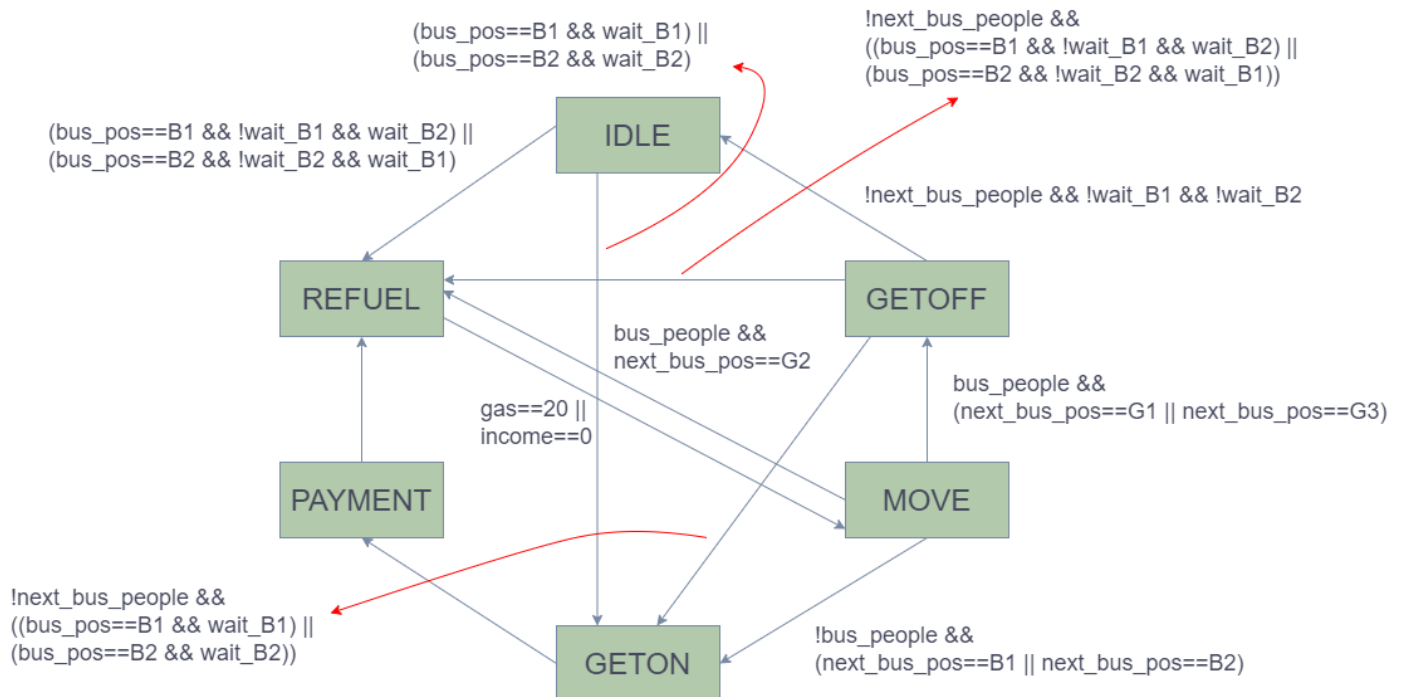 (bus_pos==B1 && wait_B1) ||
(bus_pos==B2 && wait_B2)
!next_bus_people &&
((bus_pos==B1 && !wait_B1 && wait_B2) ||
(bus_pos==B2 && !wait_B2 && wait_B1))
(bus_pos==B1 && !wait_B1 && wait_B2) ||
(bus_pos==B2 && !wait_B2 && wait_B1)
IDLE
!next_bus_people && !wait_B1 && !wait_B2
REFUEL
GETOFF
bus_people &&
next_bus_pos==G2
gas==20 ||
income==0
bus_people &&
(next_bus_pos==G1 || next_bus_pos==G3)
PAYMENT
MOVE
!next_bus_people &&
((bus_pos==B1 && wait_B1) ||
(bus_pos==B2 && wait_B2))
GETON
!bus_people &&
(next_bus_pos==B1 || next_bus_pos==B2)